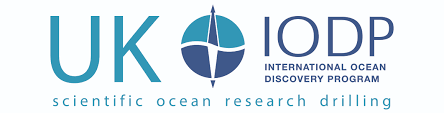 UK IODP
INTERNATIONAL OCEAN
DISCOVERY PROGRAM
scientific ocean research drilling